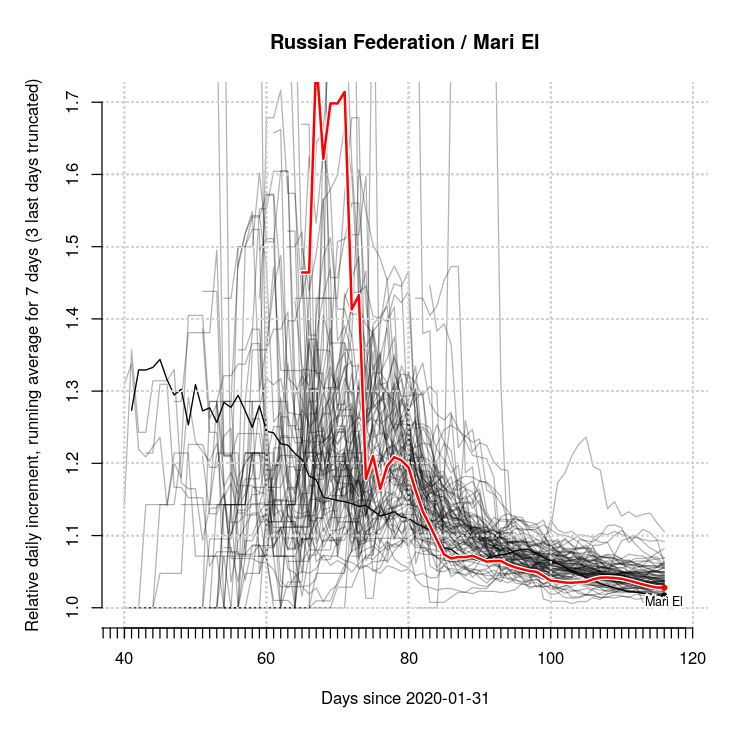 Russian Federation / Mari El
Relative daily increment, running average for 7 days (3 last days truncated)
1.7
1.6
1.5
1.4
1.3
1.2
1.1
1.0
Mari El
40 60 80 100 120
Days since 2020-01-31